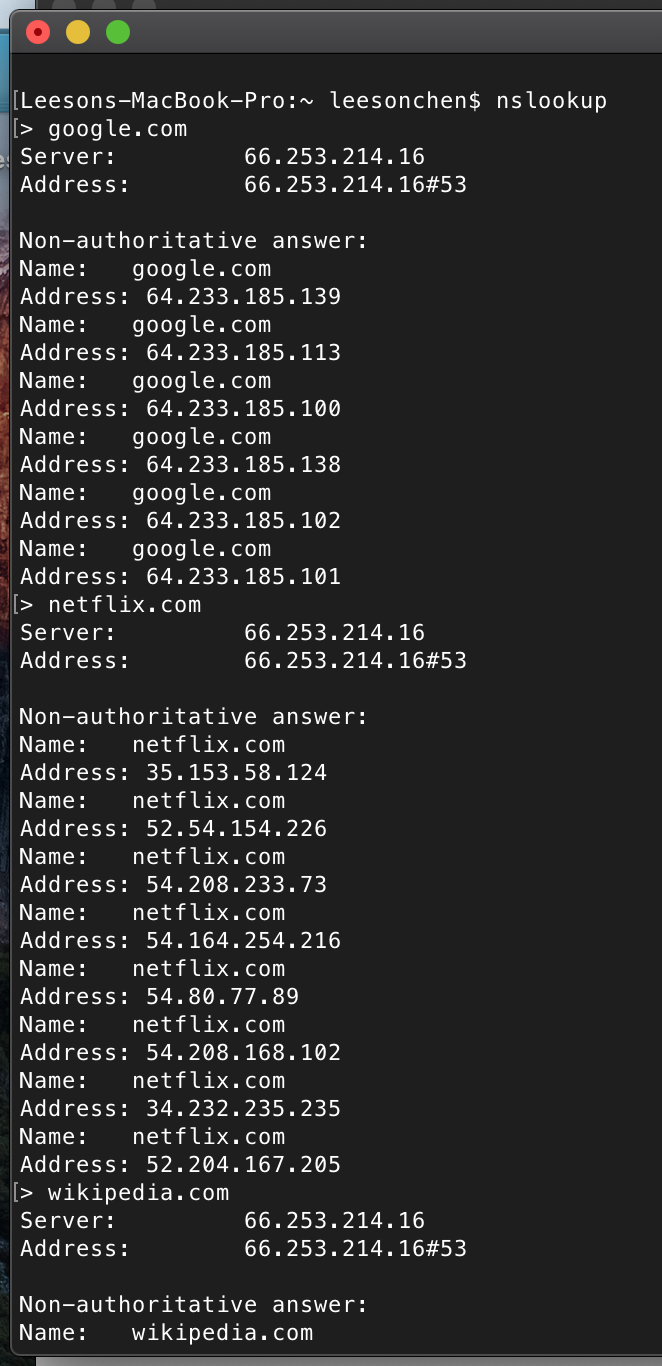 Leesons-MacBook-Pro:~ leesonchen$ nslookup
> google.com
Server:         66.253.214.16
Address:        66.253.214.16#53
Non-authoritative answer:
Name:   google.com
Address: 64.233.185.139
Name:   google.com
Address: 64.233.185.113
Name:   google.com
Address: 64.233.185.100
Name:   google.com
Address: 64.233.185.138
Name:   google.com
Address: 64.233.185.102
Name:   google.com
Address: 64.233.185.101
> netflix.com
Server:         66.253.214.16
Address:        66.253.214.16#53
Non-authoritative answer:
Name:   netflix.com
Address: 35.153.58.124
Name:   netflix.com
Address: 52.54.154.226
Name:   netflix.com
Address: 54.208.233.73
Name:   netflix.com
Address: 54.164.254.216
Name:   netflix.com
Address: 54.80.77.89
Name:   netflix.com
Address: 54.208.168.102
Name:   netflix.com
Address: 34.232.235.235
Name:   netflix.com
Address: 52.204.167.205
> wikipedia.com
Server:         66.253.214.16
Address:        66.253.214.16#53
Non-authoritative answer:
Name:   wikipedia.com